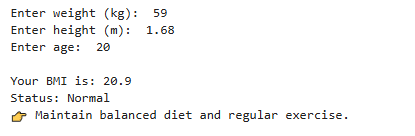 Enter weight (kg):  59
Enter height (m):  1.68
Enter age:  20

Your BMI is: 20.9
Status: Normal
👉 Maintain balanced diet and regular exercise.